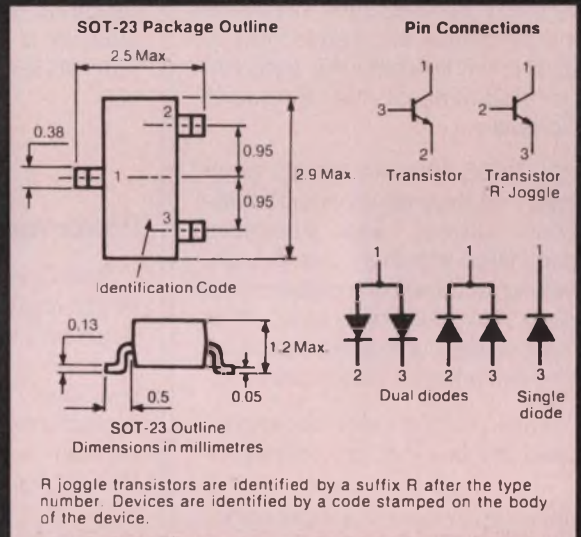 SOT-23 Package Outline
2.5 Max
0.38
2
0.95
1
2.9 Max.
0.95
3
Identification Code
0.13
1.2 Max
0.5
0.05
SOT-23 Outline
Dimensions in millimetres
Pin Connections
1
1
3
2
2
3
Transistor
Transistor
'R' Joggle
1
1
1
2
3
2
3
3
Dual diodes
Single
diode
R joggle transistors are identified by a suffix R after the type
number. Devices are identified by a code stamped on the body
of the device.